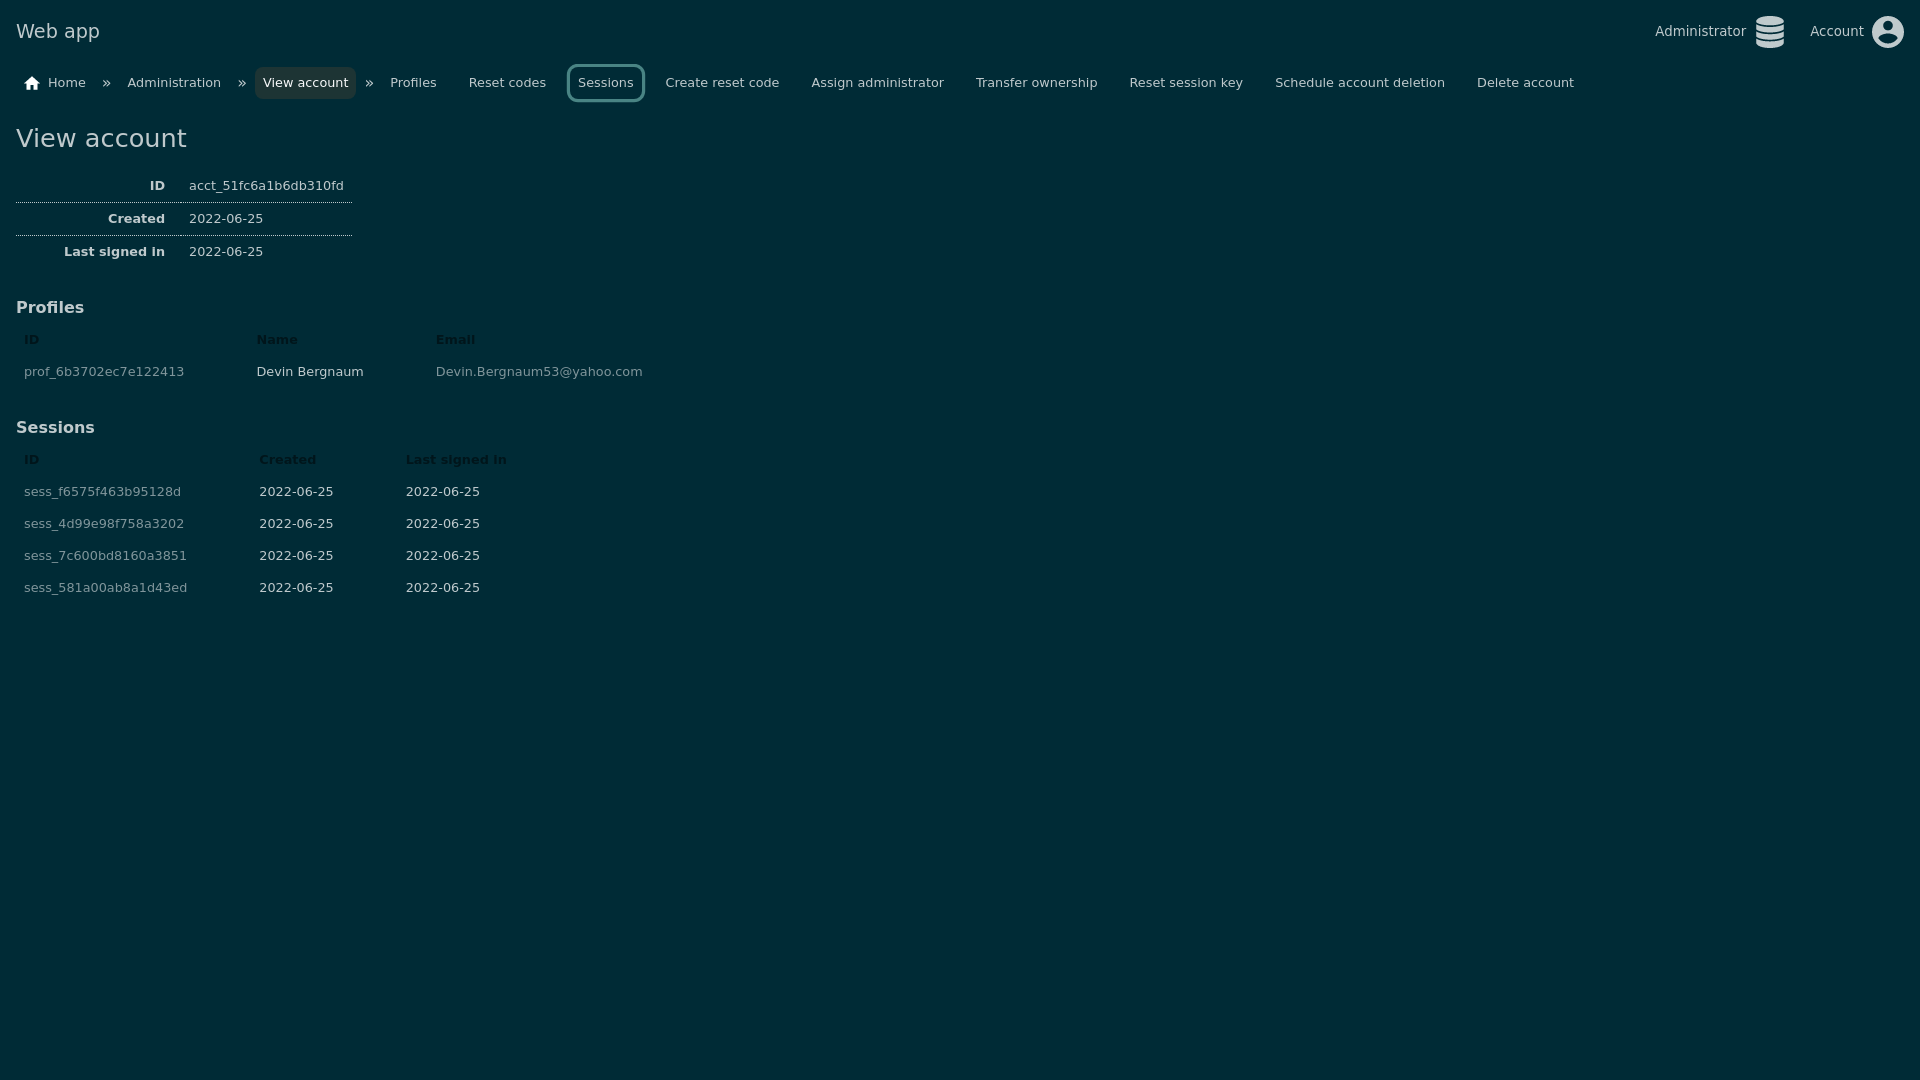 Web app
Administrator
Account
Home » Administration » View account » Profiles Reset codes Sessions Create reset code Assign administrator Transfer ownership Reset session key Schedule account deletion Delete account
View account
ID acct_51fc6a1b6db310fd
Created 2022-06-25
Last signed in 2022-06-25
Profiles
ID Name Email
prof_6b3702ec7e122413 Devin Bergnaum Devin.Bergnaum53@yahoo.com
Sessions
ID Created Last signed in
sess_f6575f463b95128d 2022-06-25 2022-06-25
sess_4d99e98f758a3202 2022-06-25 2022-06-25
sess_7c600bd8160a3851 2022-06-25 2022-06-25
sess_581a00ab8a1d43ed 2022-06-25 2022-06-25